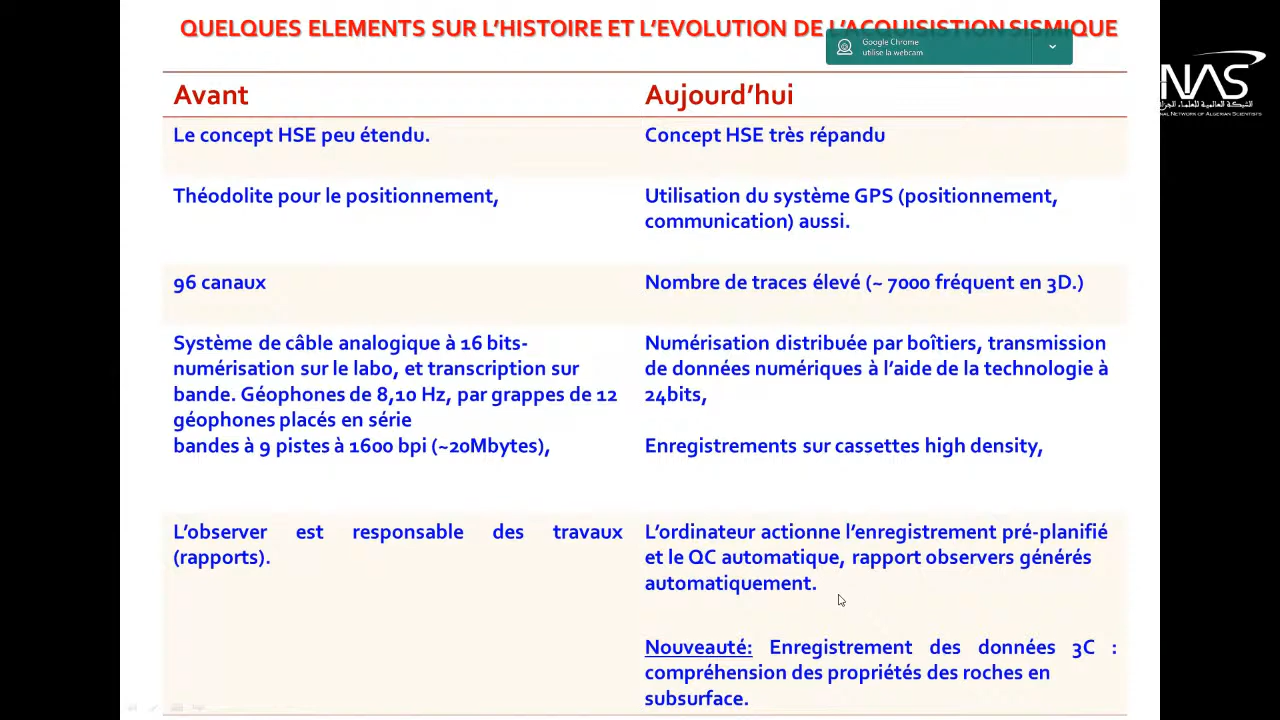 QUELQUES ELEMENTS SUR L’HISTOIRE ET L’EVOLUTION DE L’ACQUISISTION SISMIQUE
Google Chrome
utilise la webcam
NAS
NAL NETWORK OF ALGERIAN SCIENTISTS
Avant
Aujourd’hui
Le concept HSE peu étendu.
Concept HSE très répandu
Théodolite pour le positionnement,
Utilisation du système GPS (positionnement,
communication) aussi.
96 canaux
Nombre de traces élevé (~ 7000 fréquent en 3D.)
Système de câble analogique à 16 bits-
numérisation sur le labo, et transcription sur
bande. Géophones de 8,10 Hz, par grappes de 12
géophones placés en série
bandes à 9 pistes à 1600 bpi (~20Mbytes),
Numérisation distribuée par boîtiers, transmission
de données numériques à l’aide de la technologie à
24bits,
Enregistrements sur cassettes high density,
L’observer est responsable des travaux
(rapports).
L’ordinateur actionne l’enregistrement pré-planifié
et le QC automatique, rapport observers générés
automatiquement.
Nouveauté: Enregistrement des données 3C :
compréhension des propriétés des roches en
subsurface.